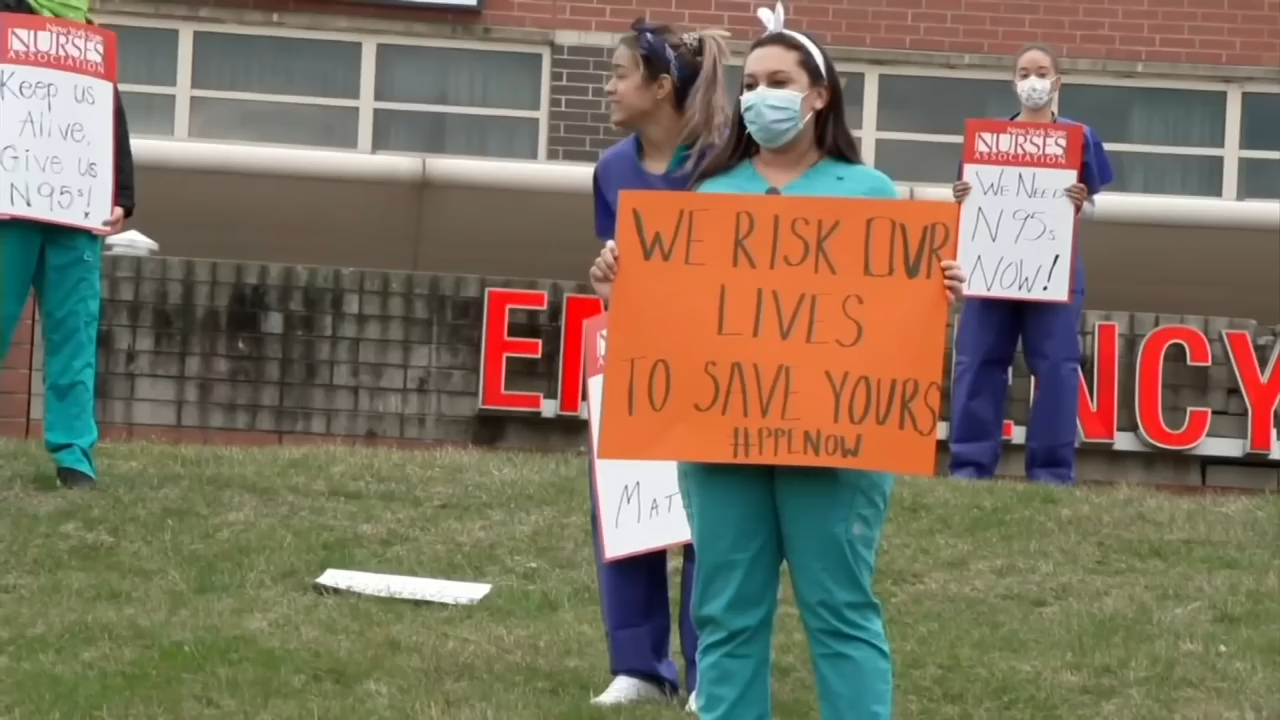 New York State
NURSES
ASSOCIATION
Keep us
Alive,
Give us
N95s!
WE RISK OUR
LIVES
TO SAVE YOURS
#PPENOW
New York State
NURSES
ASSOCIATION
WE NEED
N95s
NOW!